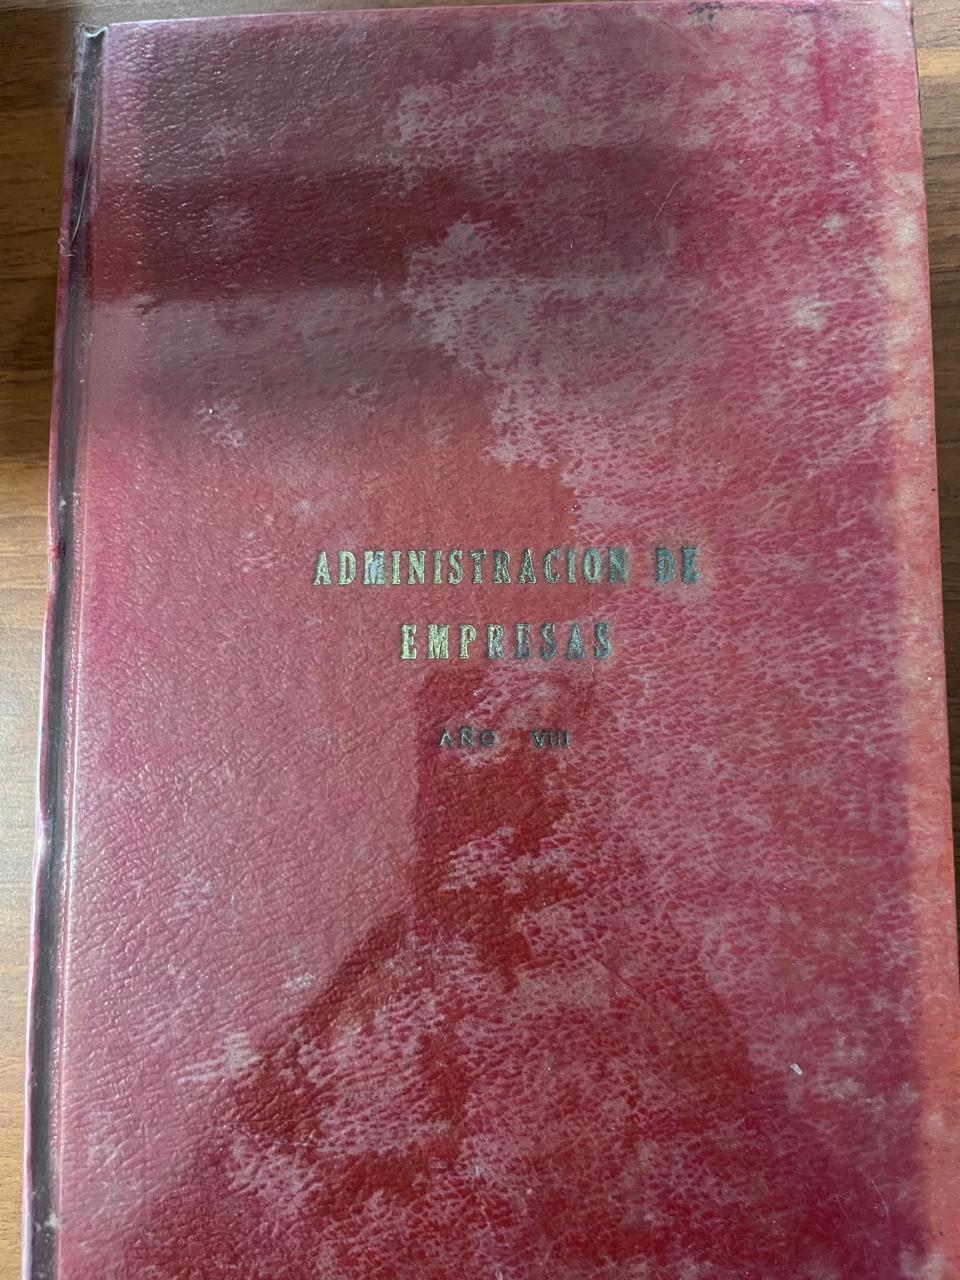 ADMINISTRACION DE
EMPRESAS
AÑO VIII